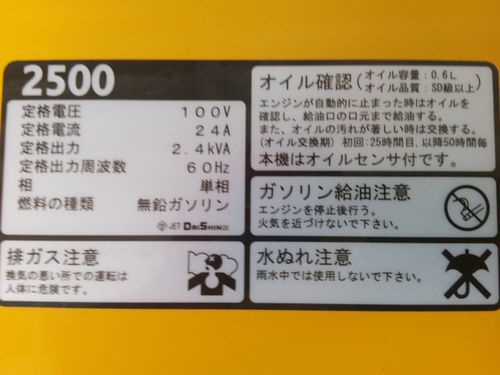 2500
定格電圧 100V
定格電流 24A
定格出力 2.4kVA
定格出力周波数 60Hz
相 単相
燃料の種類 無鉛ガソリン
JET DAISHIN
オイル確認(オイル容量:0.6L
オイル品質:SD級以上)
エンジンが自動的に止まった時はオイルを
確認し、給油口の口元まで給油する。
また、オイルの汚れが著しい時は交換する。
(オイル交換期) 初回:25時間目、以降50時間毎
本機はオイルセンサ付です。
ガソリン給油注意
エンジンを停止後行う。
火気を近づけないで下さい。
排ガス注意
換気の悪い所での運転は
人体に危険です。
水ぬれ注意
雨水中では使用しないで下さい。